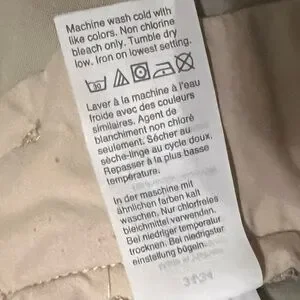 Machine wash cold with
like colors. Non chlorine
bleach only. Tumble dry
low. Iron on lowest setting.
Laver à la machine à l'eau
froide avec des couleurs
similaires. Agent de
blanchiment non chloré
seulement. Sécher au
sèche-linge au cycle doux.
Repasser à la plus basse
température.
In der maschine mit
ähnlichen farben kalt
waschen. Nur chlorfreies
bleichmittel verwenden.
Bei niedriger temperatur
trocknen. Bei niedrigster
einstellung bügeln.